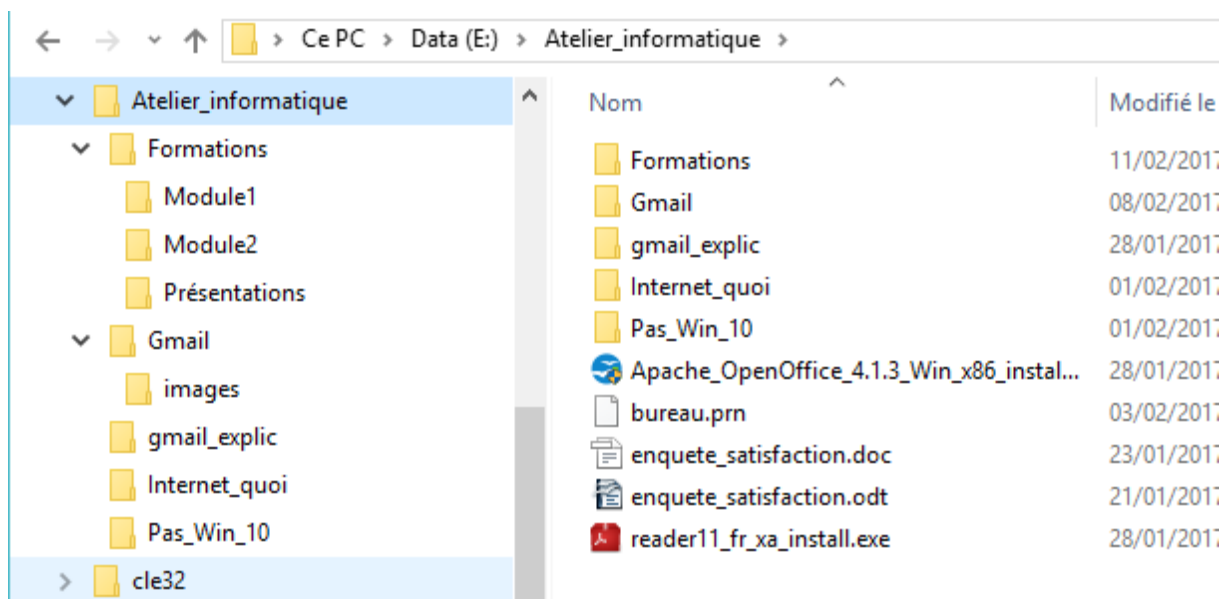 Ce PC > Data (E:) > Atelier_informatique >
Atelier_informatique
Formations
Module1
Module2
Présentations
Gmail
images
gmail_explic
Internet_quoi
Pas_Win_10
cle32
Nom Modifié le
Formations 11/02/2017
Gmail 08/02/2017
gmail_explic 28/01/2017
Internet_quoi 01/02/2017
Pas_Win_10 01/02/2017
Apache_OpenOffice_4.1.3_Win_x86_instal... 28/01/2017
bureau.prn 03/02/2017
enquete_satisfaction.doc 23/01/2017
enquete_satisfaction.odt 21/01/2017
reader11_fr_xa_install.exe 28/01/2017